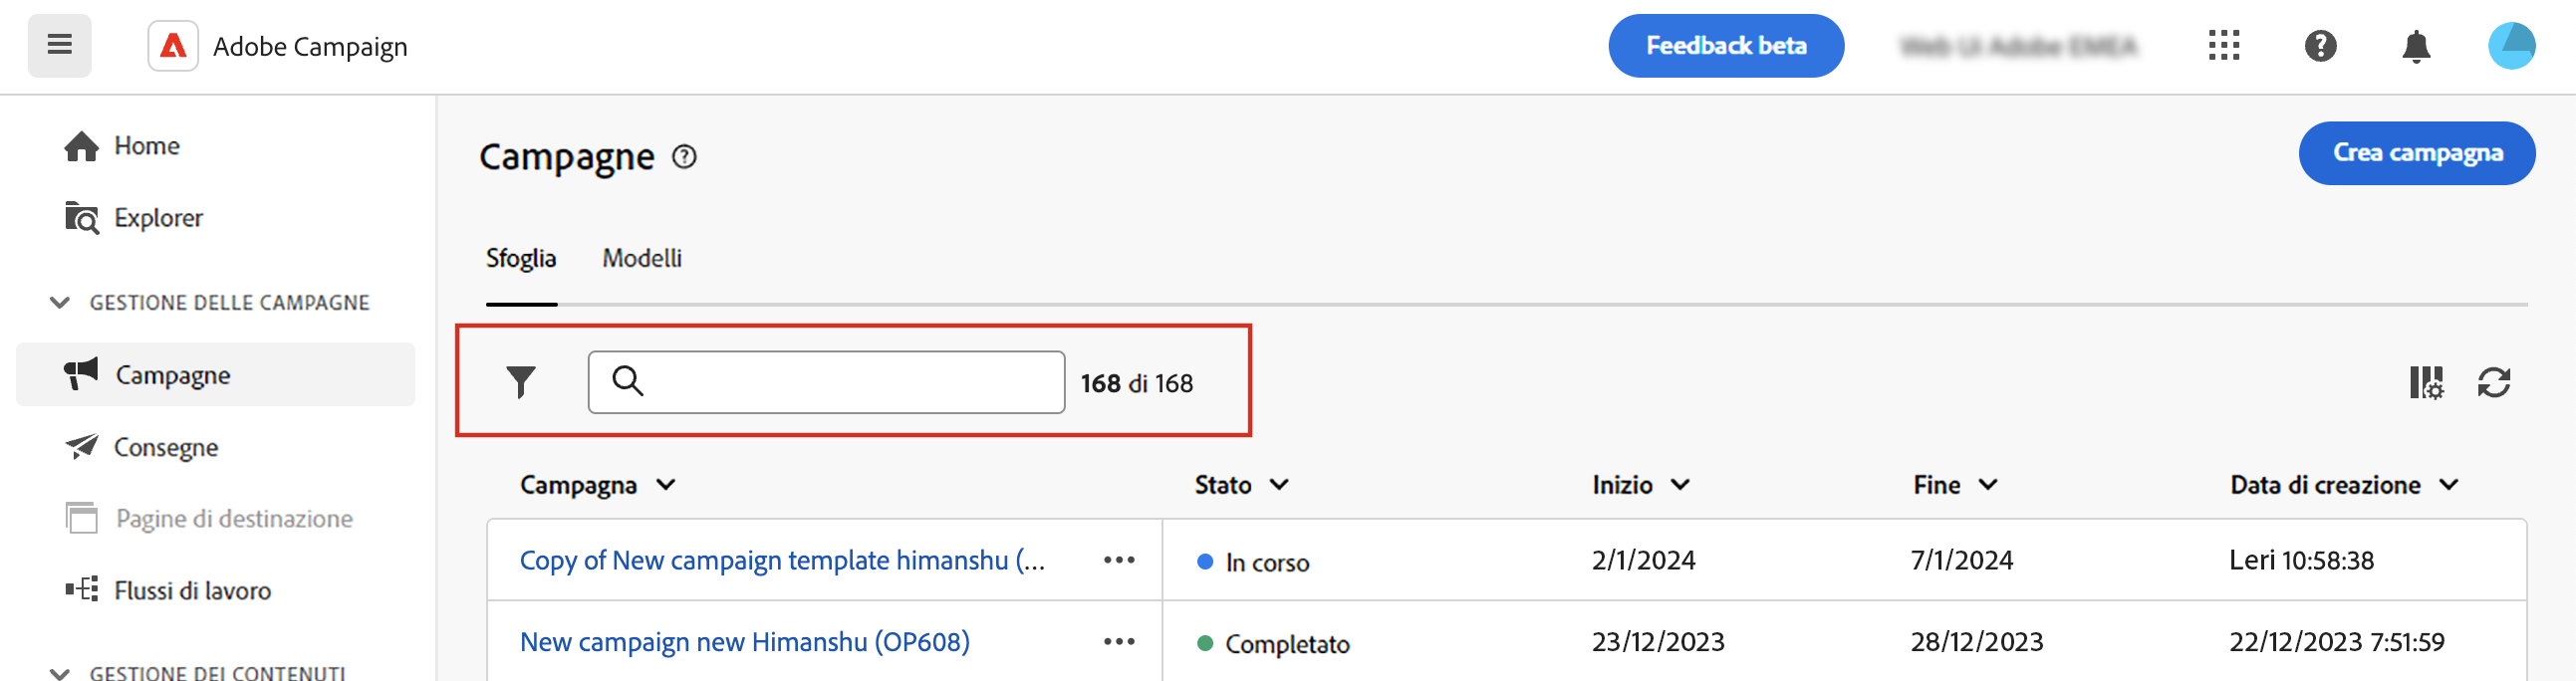 Adobe Campaign
Feedback beta
Home
Explorer
GESTIONE DELLE CAMPAGNE
Campagne
Consegne
Pagine di destinazione
Flussi di lavoro
GESTIONE DEI CONTENUTI
Campagne
Crea campagna
Sfoglia Modelli
168 di 168
Campagna Stato Inizio Fine Data di creazione
Copy of New campaign template himanshu (... In corso 2/1/2024 7/1/2024 Leri 10:58:38
New campaign new Himanshu (OP608) Completato 23/12/2023 28/12/2023 22/12/2023 7:51:59